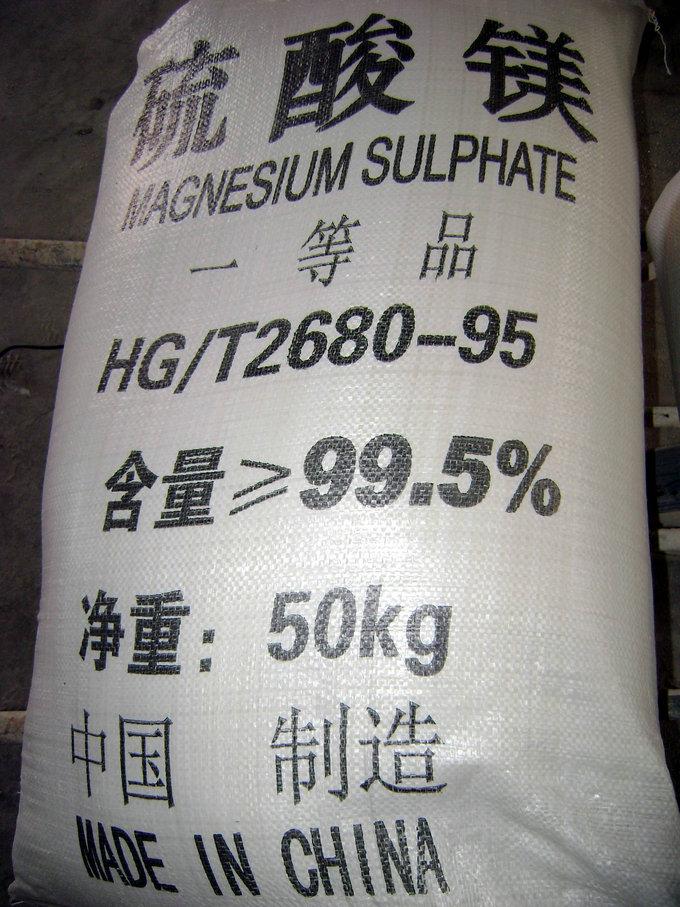 硫酸镁
MAGNESIUM SULPHATE
一等品
HG/T2680-95
含量≥99.5%
净重：50kg
中国 制造
MADE IN CHINA